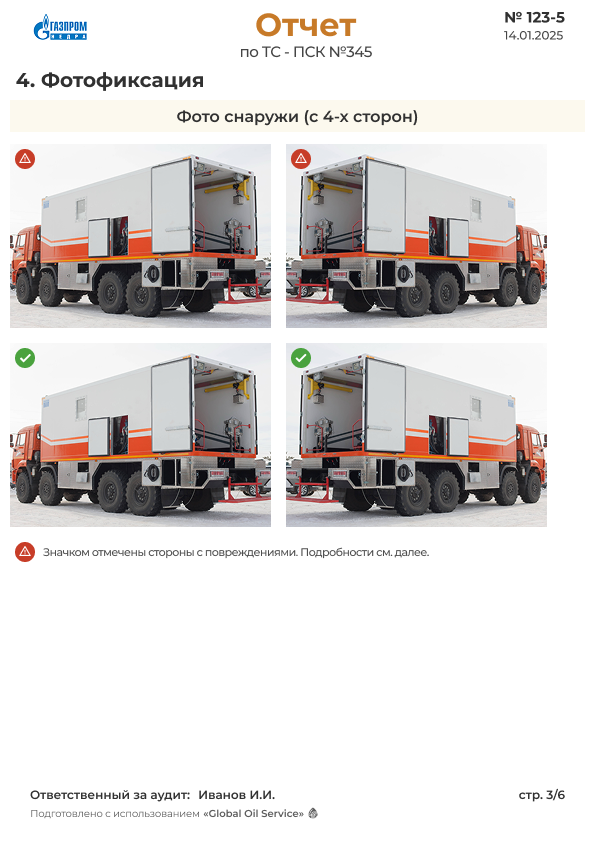 ГАЗПРОМ
НЕДРА
Отчет
по ТС - ПСК №345
№ 123-5
14.01.2025
4. Фотофиксация
Фото снаружи (с 4-х сторон)
Значком отмечены стороны с повреждениями. Подробности см. далее.
Ответственный за аудит: Иванов И.И.
стр. 3/6
Подготовлено с использованием «Global Oil Service»